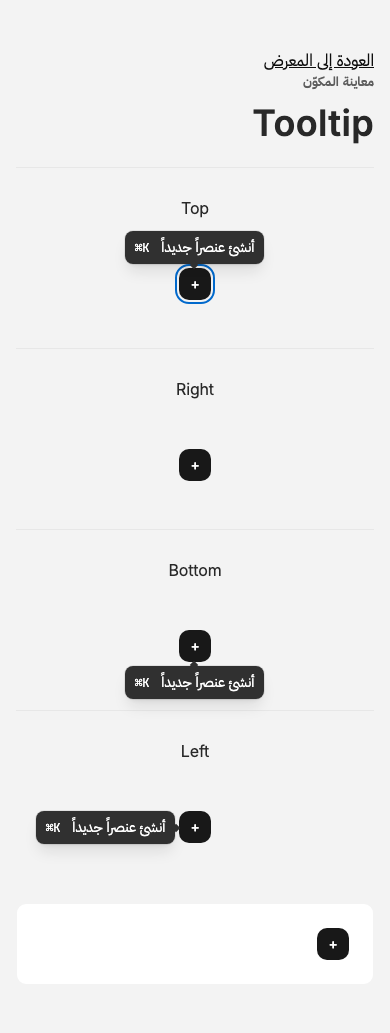 العودة إلى المعرض
معاينة المكوّن
Tooltip
Top
أنشئ عنصراً جديداً ⌘K
+
Right
+
Bottom
+
أنشئ عنصراً جديداً ⌘K
Left
أنشئ عنصراً جديداً ⌘K
+
+